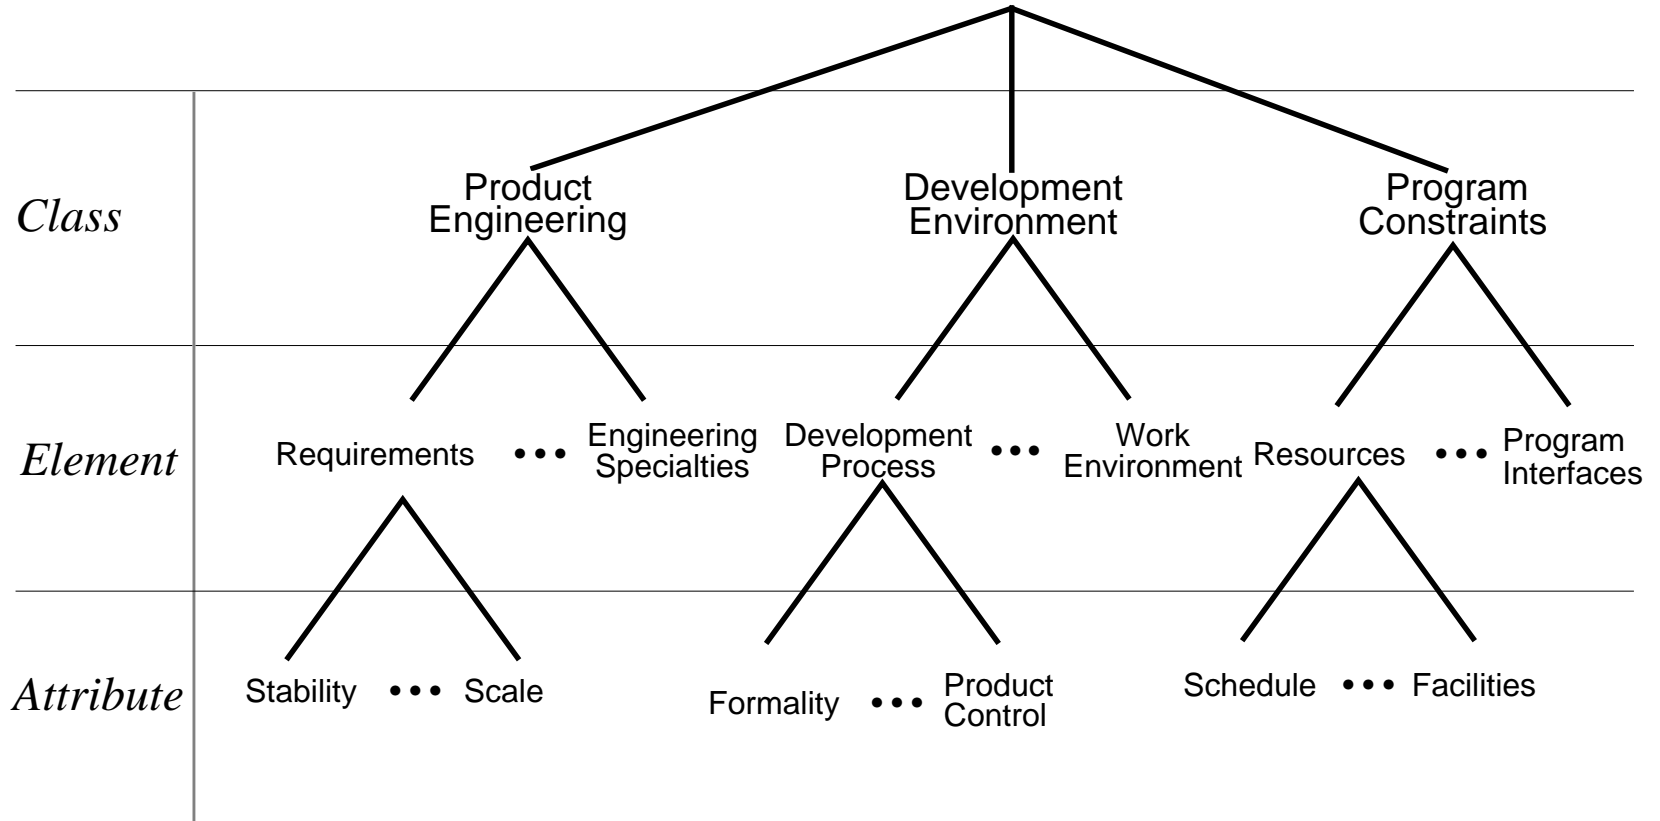 Class
Product
Engineering
Development
Environment
Program
Constraints
Element
Requirements
•••
Engineering
Specialties
Development
Process
•••
Work
Environment
Resources
•••
Program
Interfaces
Attribute
Stability ••• Scale
Formality •••
Product
Control
Schedule ••• Facilities